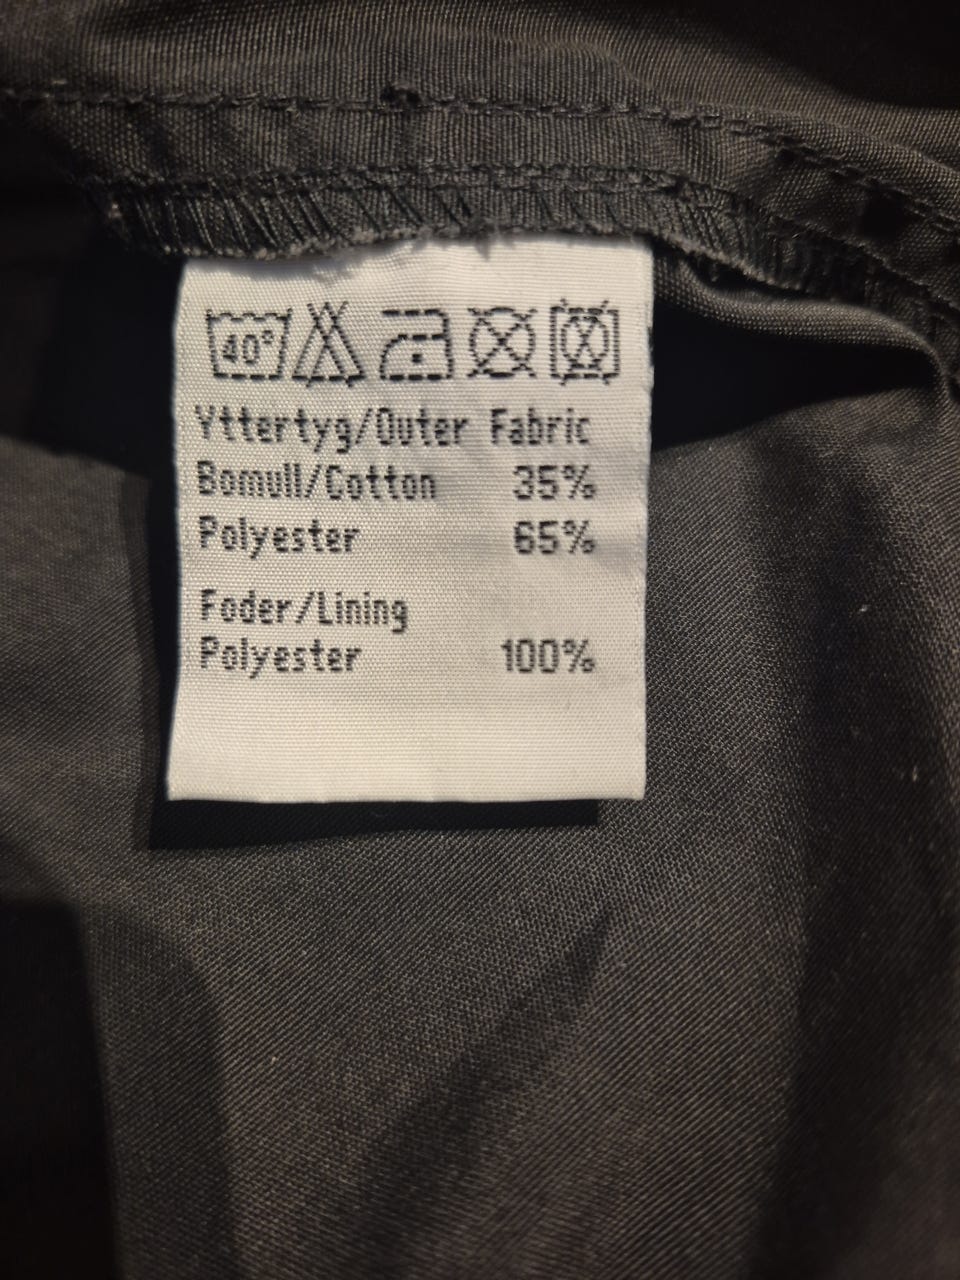 40°
Yttertyg/Outer Fabric
Bomull/Cotton 35%
Polyester 65%
Foder/Lining
Polyester 100%